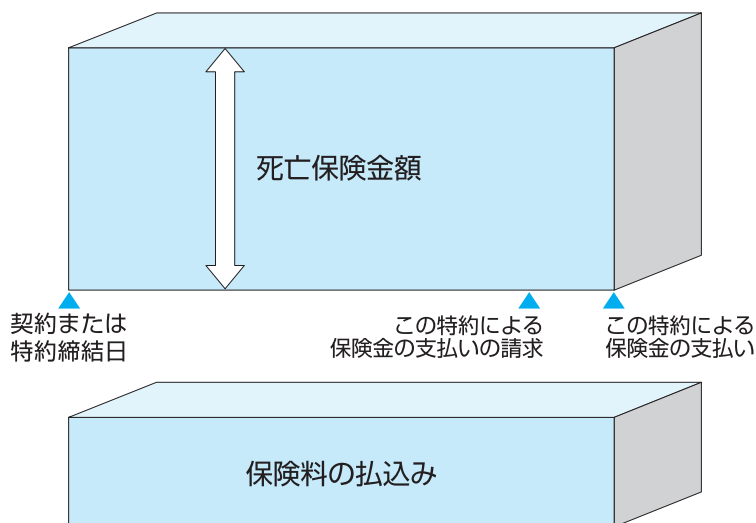 死亡保険金額
契約または
特約締結日
この特約による
保険金の支払いの請求
この特約による
保険金の支払い
保険料の払込み